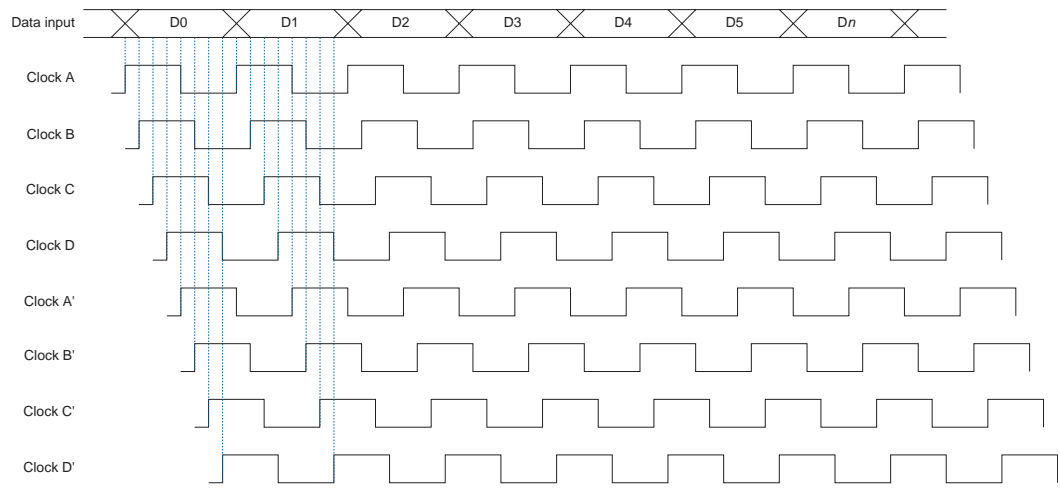 Data input D0 D1 D2 D3 D4 D5 Dn
Clock A
Clock B
Clock C
Clock D
Clock A'
Clock B'
Clock C'
Clock D'